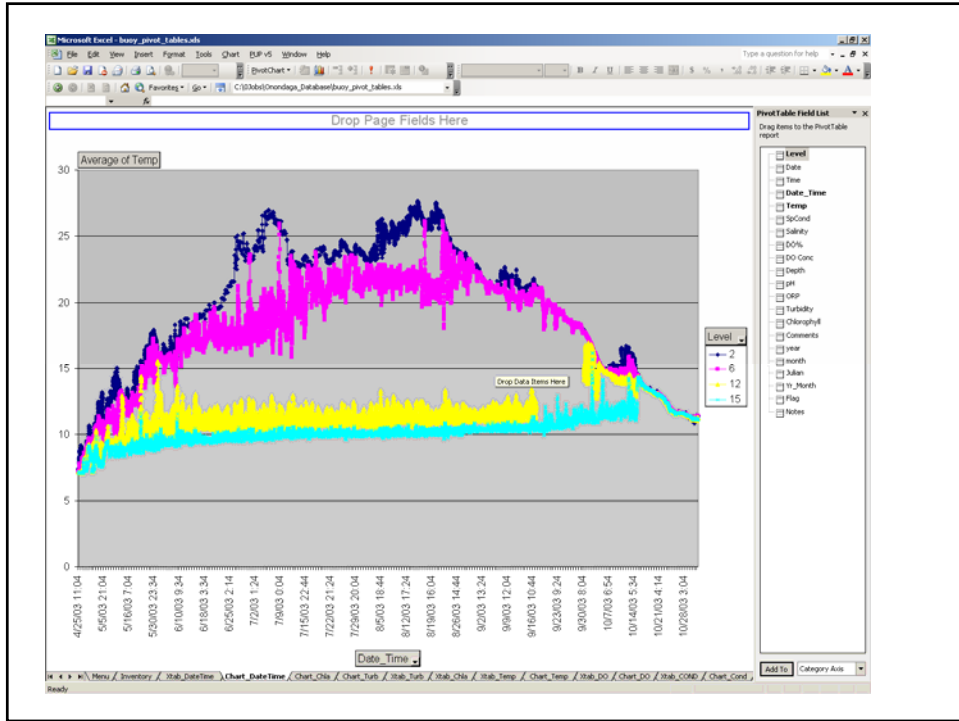 Microsoft Excel - buoy_pivot_tables.xls
File Edit View Insert Format Tools Chart PUP v5 Window Help
Type a question for help
PivotChart
Favorites Go C:\0Jobs\Onondaga_Database\buoy_pivot_tables.xls
fx
Drop Page Fields Here
Average of Temp
30
25
20
15
10
5
0
Drop Data Items Here
Level
2
6
12
15
4/25/03 11:04
5/5/03 21:04
5/16/03 7:04
5/30/03 23:34
6/10/03 9:34
6/18/03 3:34
6/25/03 2:14
7/2/03 1:24
7/9/03 0:04
7/15/03 22:44
7/22/03 21:24
7/29/03 20:04
8/5/03 18:44
8/12/03 17:24
8/19/03 16:04
8/26/03 14:44
9/2/03 13:24
9/9/03 12:04
9/16/03 10:44
9/23/03 9:24
9/30/03 8:04
10/7/03 6:54
10/14/03 5:34
10/21/03 4:14
10/28/03 3:04
Date_Time
PivotTable Field List
Drag items to the PivotTable
report
Level
Date
Time
Date_Time
Temp
SpCond
Salinity
DO%
DO Conc
Depth
pH
ORP
Turbidity
Chlorophyll
Comments
year
month
Julian
Yr_Month
Flag
Notes
Add To Category Axis
Menu Inventory Xtab_DateTime Chart_DateTime Chart_Chla Chart_Turb Xtab_Turb Xtab_Chla Xtab_Temp Chart_Temp Xtab_DO Chart_DO Xtab_COND Chart_Cond
Ready